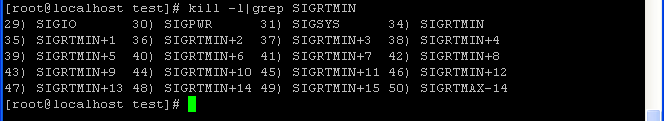 [root@localhost test]# kill -l|grep SIGRTMIN
29) SIGIO 30) SIGPWR 31) SIGSYS 34) SIGRTMIN
35) SIGRTMIN+1 36) SIGRTMIN+2 37) SIGRTMIN+3 38) SIGRTMIN+4
39) SIGRTMIN+5 40) SIGRTMIN+6 41) SIGRTMIN+7 42) SIGRTMIN+8
43) SIGRTMIN+9 44) SIGRTMIN+10 45) SIGRTMIN+11 46) SIGRTMIN+12
47) SIGRTMIN+13 48) SIGRTMIN+14 49) SIGRTMIN+15 50) SIGRTMAX-14
[root@localhost test]#